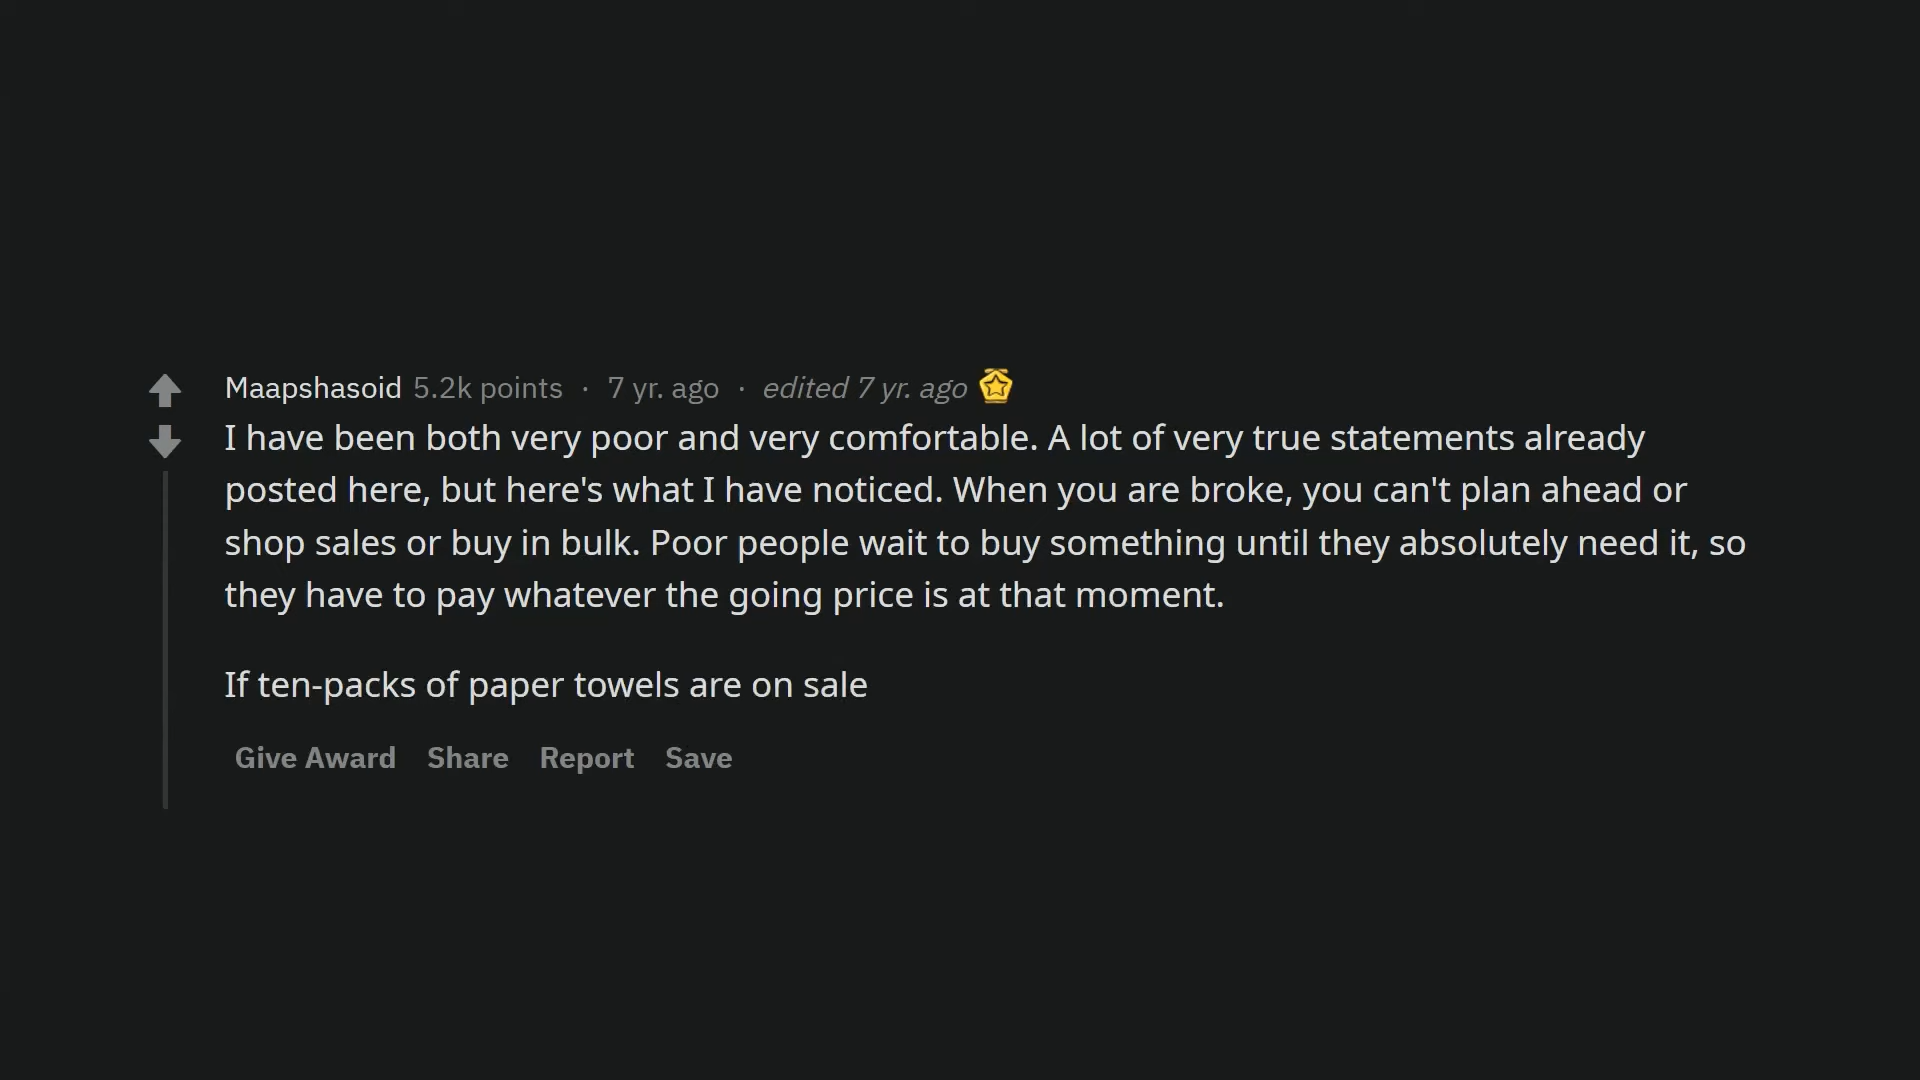 Maapshasoid 5.2k points · 7 yr. ago · edited 7 yr. ago
I have been both very poor and very comfortable. A lot of very true statements already
posted here, but here's what I have noticed. When you are broke, you can't plan ahead or
shop sales or buy in bulk. Poor people wait to buy something until they absolutely need it, so
they have to pay whatever the going price is at that moment.
If ten-packs of paper towels are on sale
Give Award Share Report Save